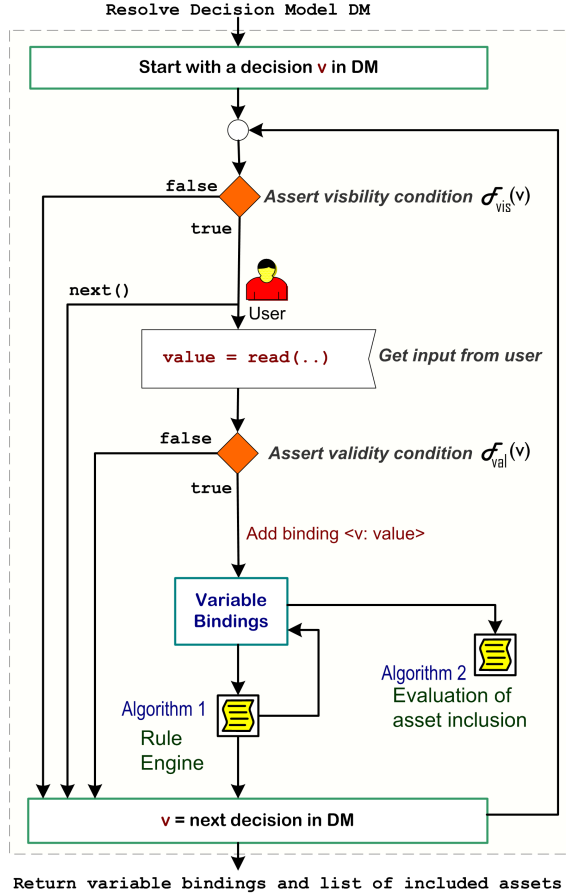 Resolve Decision Model DM
Start with a decision v in DM
false
Assert visbility condition ℱvis(v)
true
next()
User
value = read(..)
Get input from user
false
Assert validity condition ℱval(v)
true
Add binding <v: value>
Variable
Bindings
Algorithm 2
Evaluation of
asset inclusion
Algorithm 1
Rule
Engine
v = next decision in DM
Return variable bindings and list of included assets